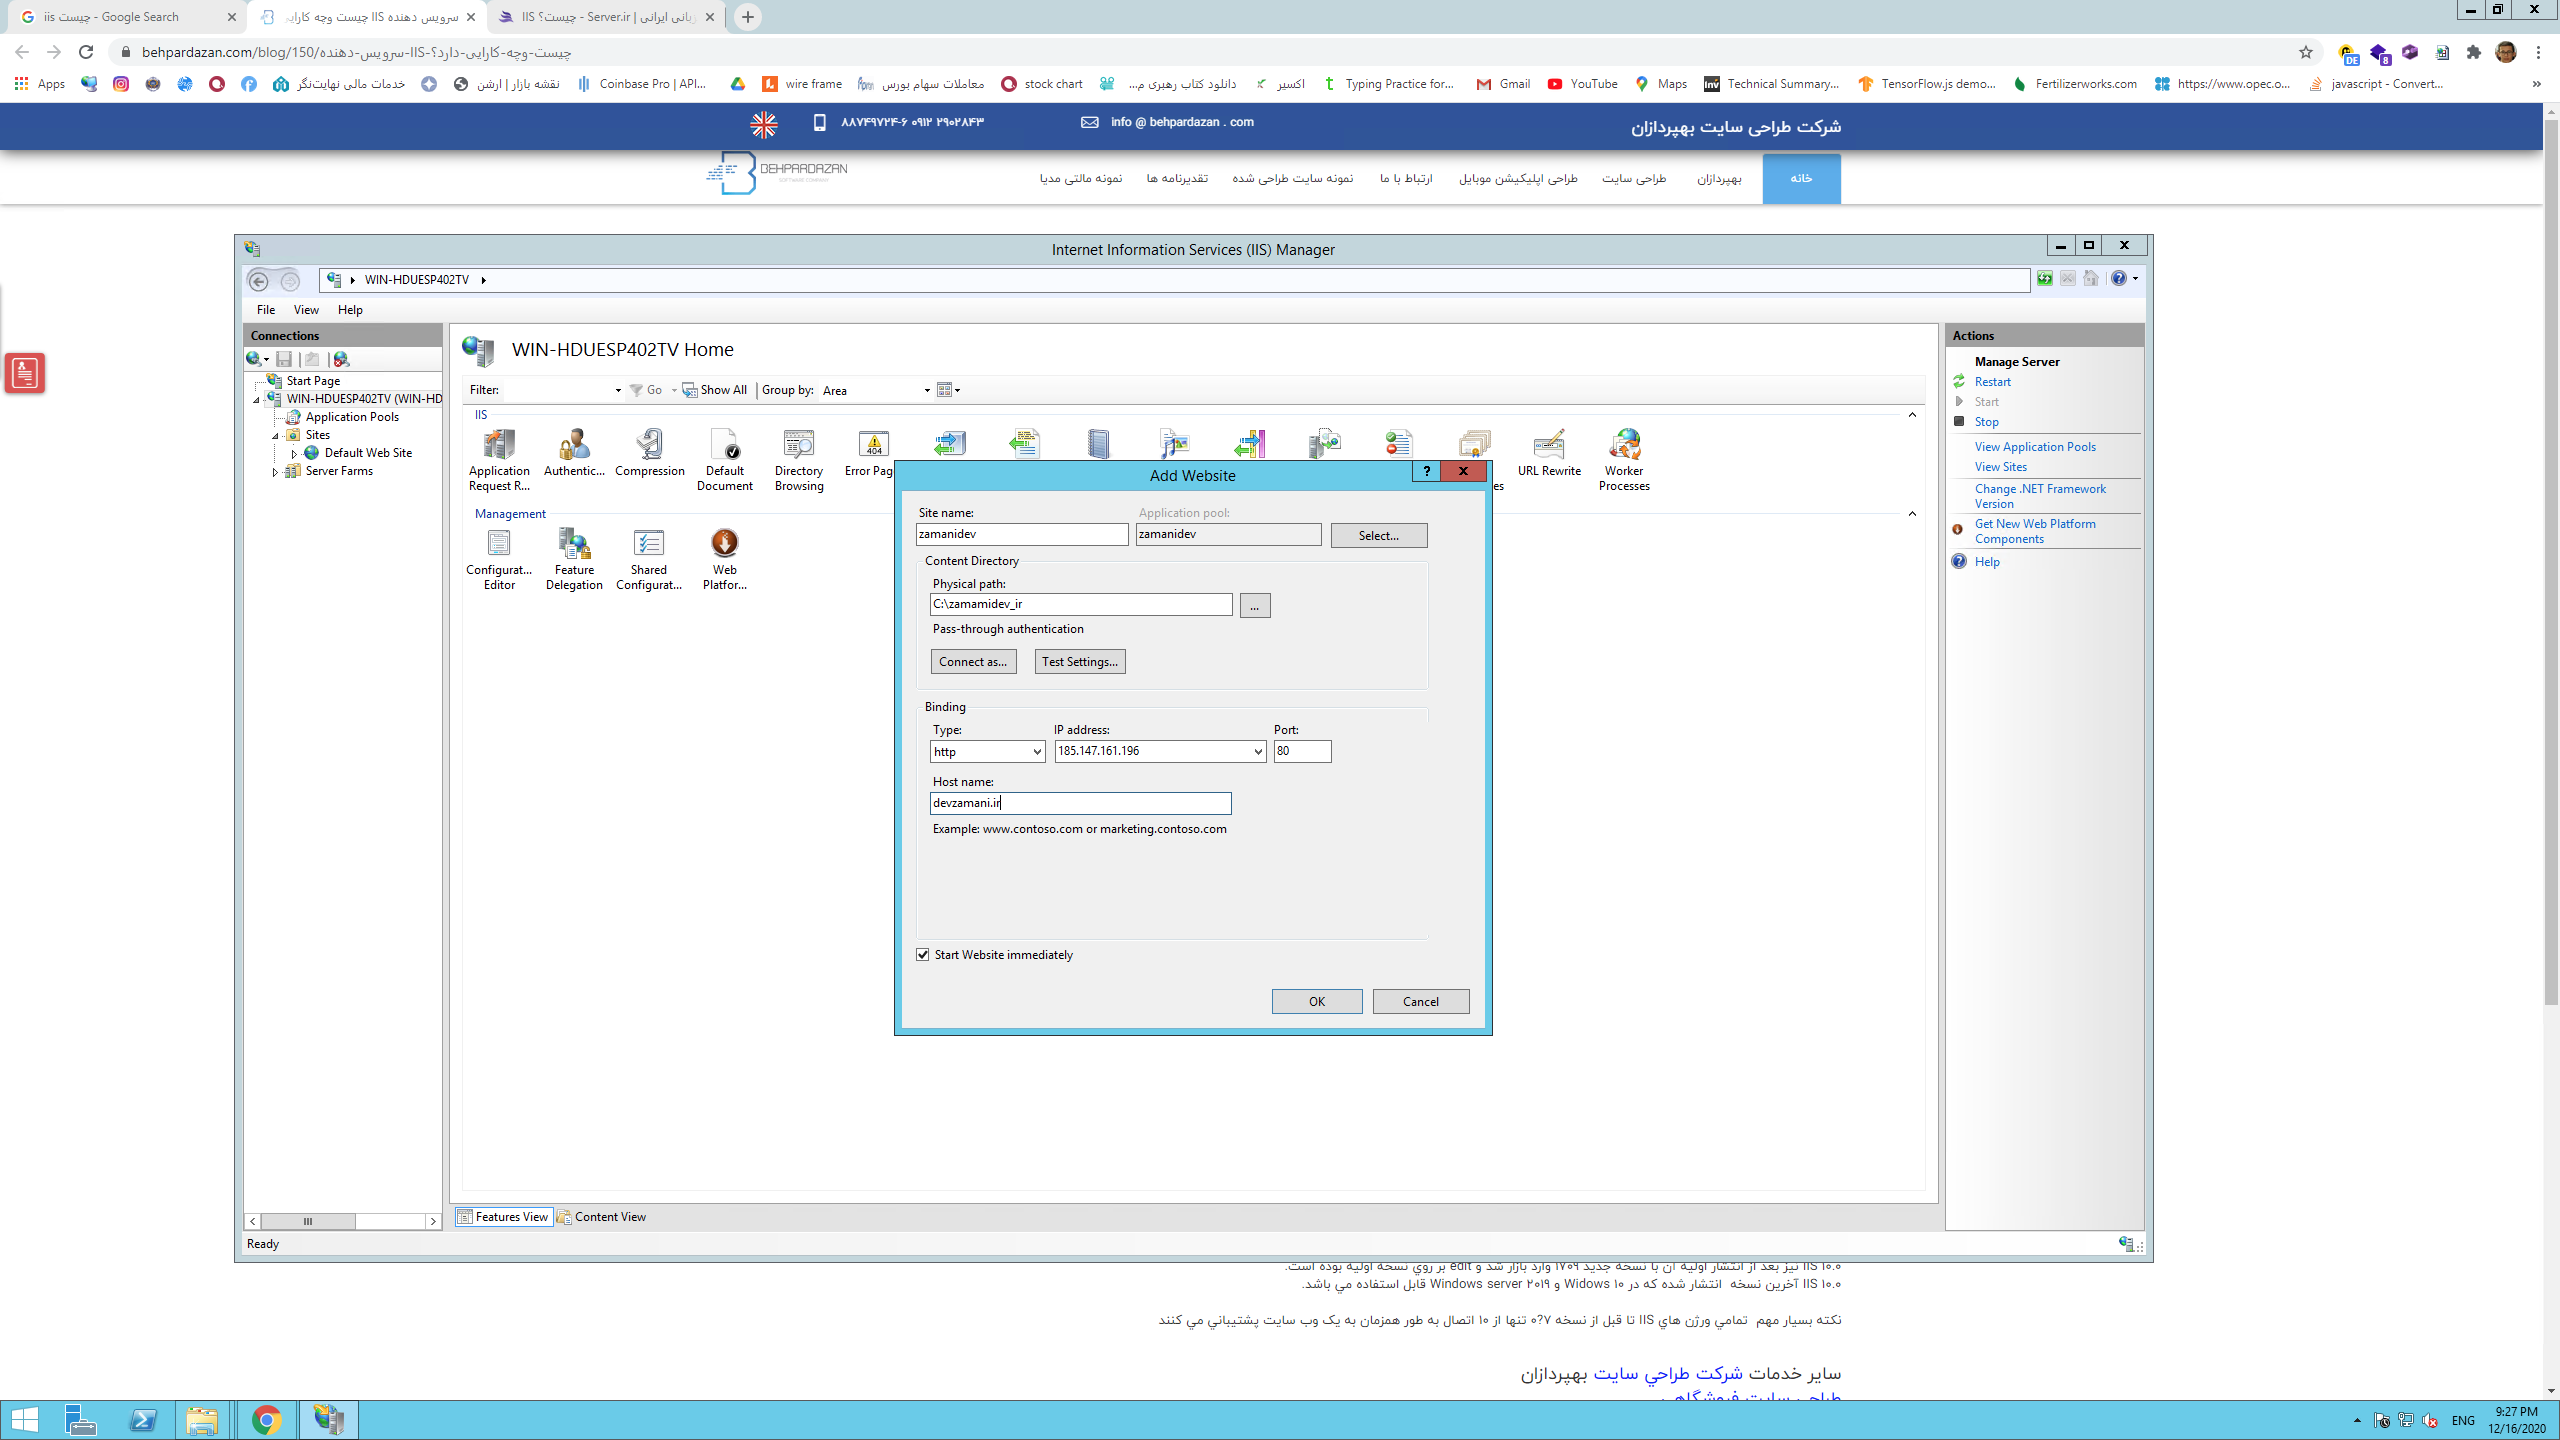 iis چیست - Google Search
سرویس دهنده IIS چیست وچه کارایی
IIS چیست؟ - Server.ir | زبانی ایرانی
behpardazan.com/blog/150/سرویس-دهنده-IIS-چیست-وچه-کارایی-دارد؟
Apps
خدمات مالی نهایت‌نگر
نقشه بازار | ارشن
Coinbase Pro | API...
wire frame
معاملات سهام بورس
stock chart
دانلود کتاب رهبری م...
اکسیر
Typing Practice for...
Gmail
YouTube
Maps
Technical Summary...
TensorFlow.js demo...
Fertilizerworks.com
https://www.opec.o...
javascript - Convert...
۸۸۷۴۹۷۲۴-۶ ۰۹۱۲ ۲۹۰۲۸۴۳
info @ behpardazan . com
شرکت طراحی سایت بهپردازان
BEHPARDAZAN
خانه
بهپردازان
طراحی سایت
طراحی اپلیکیشن موبایل
ارتباط با ما
نمونه سایت طراحی شده
تقدیرنامه ها
نمونه مالتی مدیا
Internet Information Services (IIS) Manager
WIN-HDUESP402TV
File View Help
Connections
Start Page
WIN-HDUESP402TV (WIN-HD
Application Pools
Sites
Default Web Site
Server Farms
WIN-HDUESP402TV Home
Filter: Go Show All Group by: Area
IIS
Application Request R...
Authentic...
Compression
Default Document
Directory Browsing
Error Pag
404
es
URL Rewrite
Worker Processes
Management
Configurat... Editor
Feature Delegation
Shared Configurat...
Web Platfor...
Add Website
Site name:
zamanidev
Application pool:
zamanidev
Select...
Content Directory
Physical path:
C:\zamamidev_ir
...
Pass-through authentication
Connect as...
Test Settings...
Binding
Type: IP address: Port:
http 185.147.161.196 80
Host name:
devzamani.ir
Example: www.contoso.com or marketing.contoso.com
Start Website immediately
OK
Cancel
Actions
Manage Server
Restart
Start
Stop
View Application Pools
View Sites
Change .NET Framework
Version
Get New Web Platform
Components
Help
Features View
Content View
Ready
IIS ۱۰.۰ نیز بعد از انتشار اولیه آن با نسخه جدید ۱۷۰۹ وارد بازار شد و edit بر روي نسخه اولیه بوده است.
IIS ۱۰.۰ آخرین نسخه انتشار شده که در Widows ۱۰ و Windows server ۲۰۱۹ قابل استفاده مي باشد.
نکته بسیار مهم تمامي ورژن هاي IIS تا قبل از نسخه ۷?۰ تنها از ۱۰ اتصال به طور همزمان به یک وب سایت پشتیباني مي کنند
سایر خدمات شرکت طراحي سایت بهپردازان
طراحي سایت فروشگاهي
DE
8
ENG
9:27 PM
12/16/2020